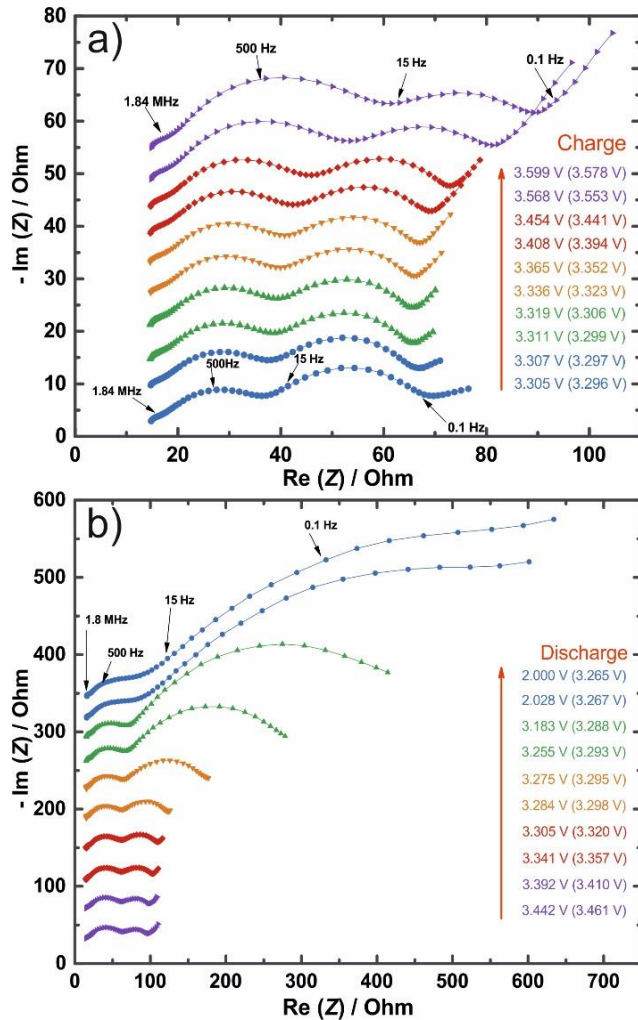 a)
80
70
60
50
40
30
20
10
0
- Im (Z) / Ohm
500 Hz
15 Hz
0.1 Hz
1.84 MHz
Charge
3.599 V (3.578 V)
3.568 V (3.553 V)
3.454 V (3.441 V)
3.408 V (3.394 V)
3.365 V (3.352 V)
3.336 V (3.323 V)
3.319 V (3.306 V)
3.311 V (3.299 V)
3.307 V (3.297 V)
3.305 V (3.296 V)
500Hz
15 Hz
1.84 MHz
0.1 Hz
20 40 60 80 100
Re (Z) / Ohm
b)
600
500
400
300
200
100
0
- Im (Z) / Ohm
0.1 Hz
1.8 MHz
15 Hz
500 Hz
Discharge
2.000 V (3.265 V)
2.028 V (3.267 V)
3.183 V (3.288 V)
3.255 V (3.293 V)
3.275 V (3.295 V)
3.284 V (3.298 V)
3.305 V (3.320 V)
3.341 V (3.357 V)
3.392 V (3.410 V)
3.442 V (3.461 V)
0 100 200 300 400 500 600 700
Re (Z) / Ohm